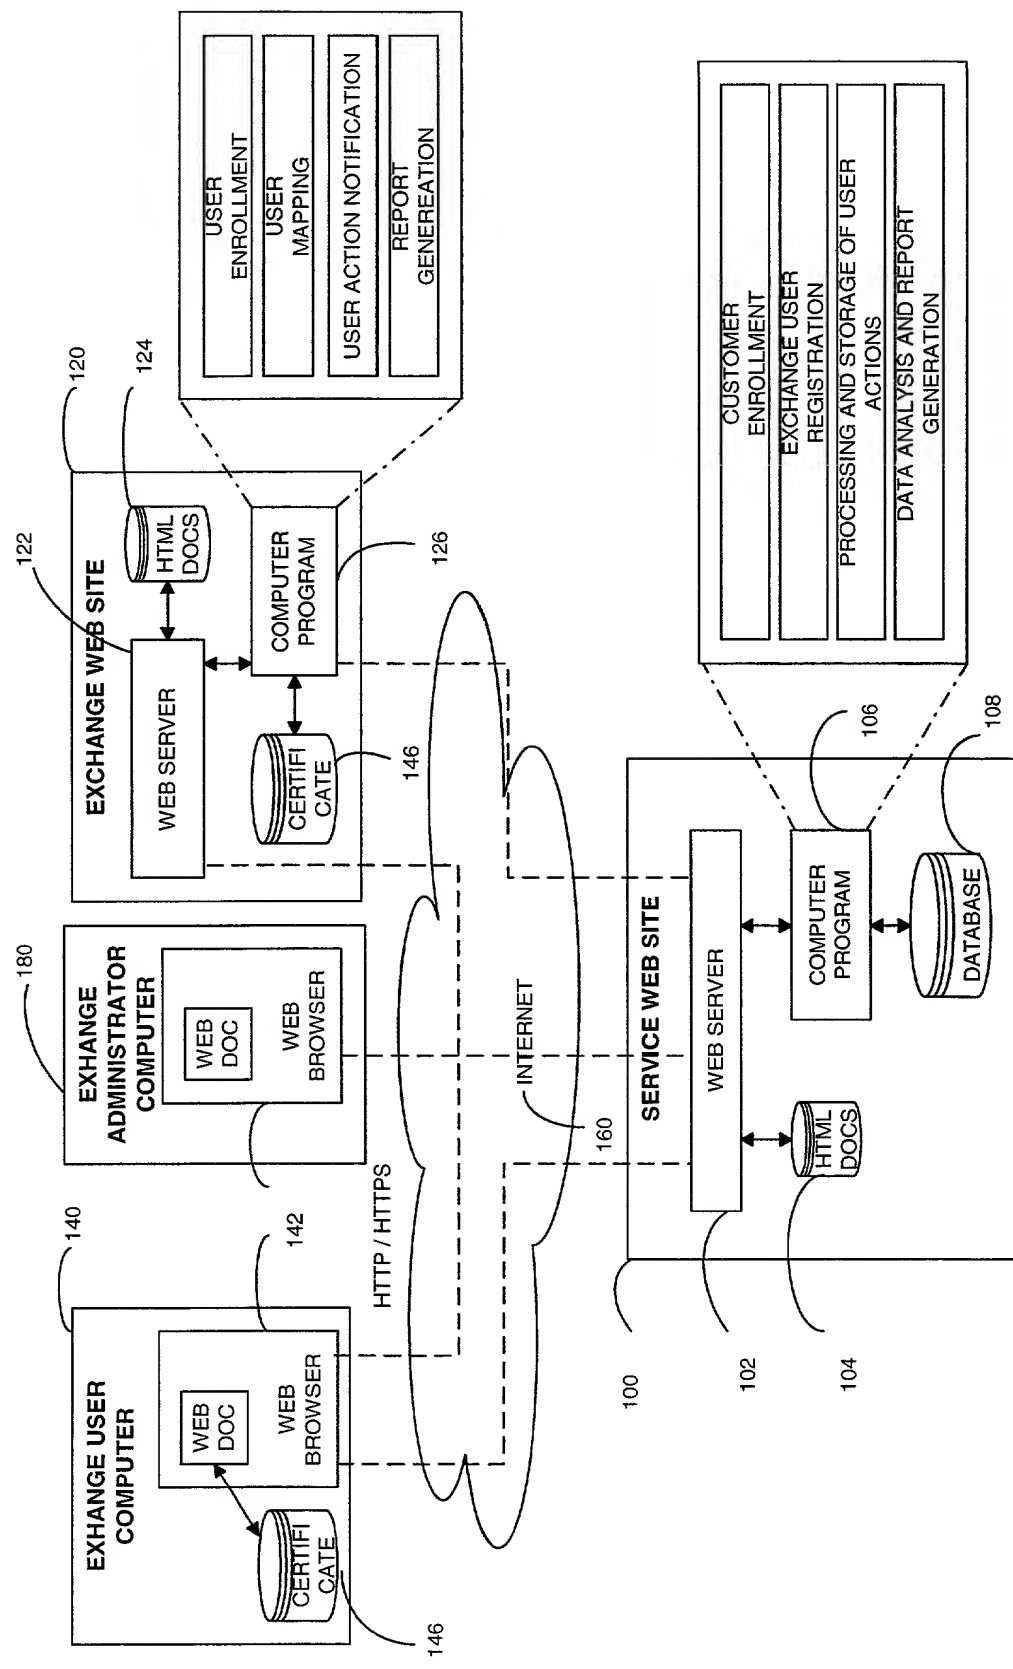 EXHANGE USER
COMPUTER
140
WEB
DOC
WEB
BROWSER
142
CERTIFI
CATE
146
EXHANGE
ADMINISTRATOR
COMPUTER
180
WEB
DOC
WEB
BROWSER
EXCHANGE WEB SITE
120
WEB SERVER
122
HTML
DOCS
124
COMPUTER
PROGRAM
126
CERTIFI
CATE
146
USER
ENROLLMENT
USER
MAPPING
USER ACTION NOTIFICATION
REPORT
GENEREATION
HTTP / HTTPS
INTERNET
160
SERVICE WEB SITE
100
WEB SERVER
102
HTML
DOCS
104
COMPUTER
PROGRAM
106
DATABASE
108
CUSTOMER
ENROLLMENT
EXCHANGE USER
REGISTRATION
PROCESSING AND STORAGE OF USER
ACTIONS
DATA ANALYSIS AND REPORT
GENERATION